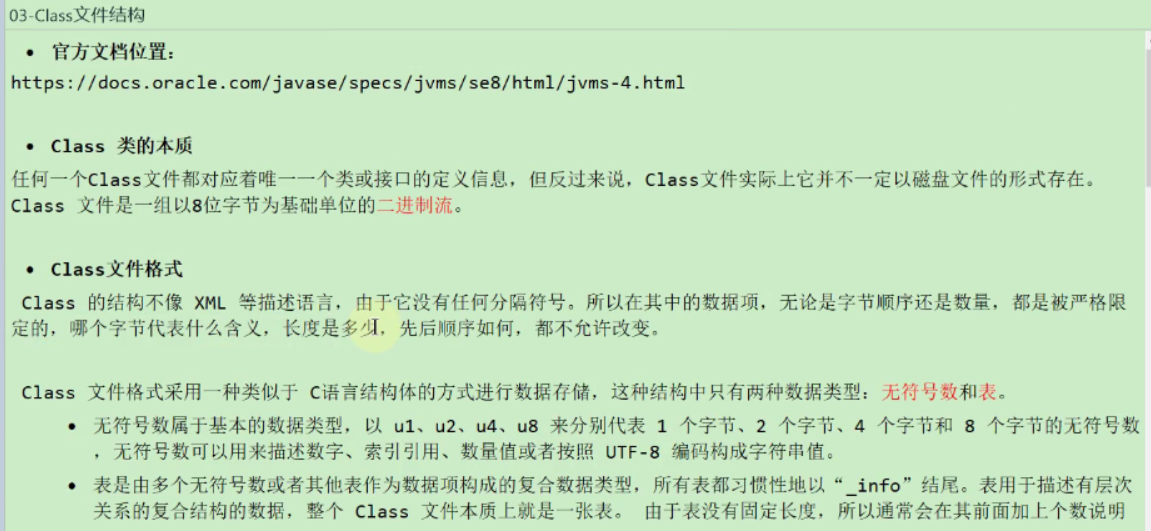 03-Class文件结构
• 官方文档位置：
https://docs.oracle.com/javase/specs/jvms/se8/html/jvms-4.html
• Class 类的本质
任何一个Class文件都对应着唯一一个类或接口的定义信息，但反过来说，Class文件实际上它并不一定以磁盘文件的形式存在。
Class 文件是一组以8位字节为基础单位的二进制流。
• Class文件格式
Class 的结构不像 XML 等描述语言，由于它没有任何分隔符号。所以在其中的数据项，无论是字节顺序还是数量，都是被严格限
定的，哪个字节代表什么含义，长度是多少，先后顺序如何，都不允许改变。
Class 文件格式采用一种类似于 C语言结构体的方式进行数据存储，这种结构中只有两种数据类型：无符号数和表。
• 无符号数属于基本的数据类型，以 u1、u2、u4、u8 来分别代表 1 个字节、2 个字节、4 个字节和 8 个字节的无符号数
，无符号数可以用来描述数字、索引引用、数量值或者按照 UTF-8 编码构成字符串值。
• 表是由多个无符号数或者其他表作为数据项构成的复合数据类型，所有表都习惯性地以“_info”结尾。表用于描述有层次
关系的复合结构的数据，整个 Class 文件本质上就是一张表。 由于表没有固定长度，所以通常会在其前面加上个数说明